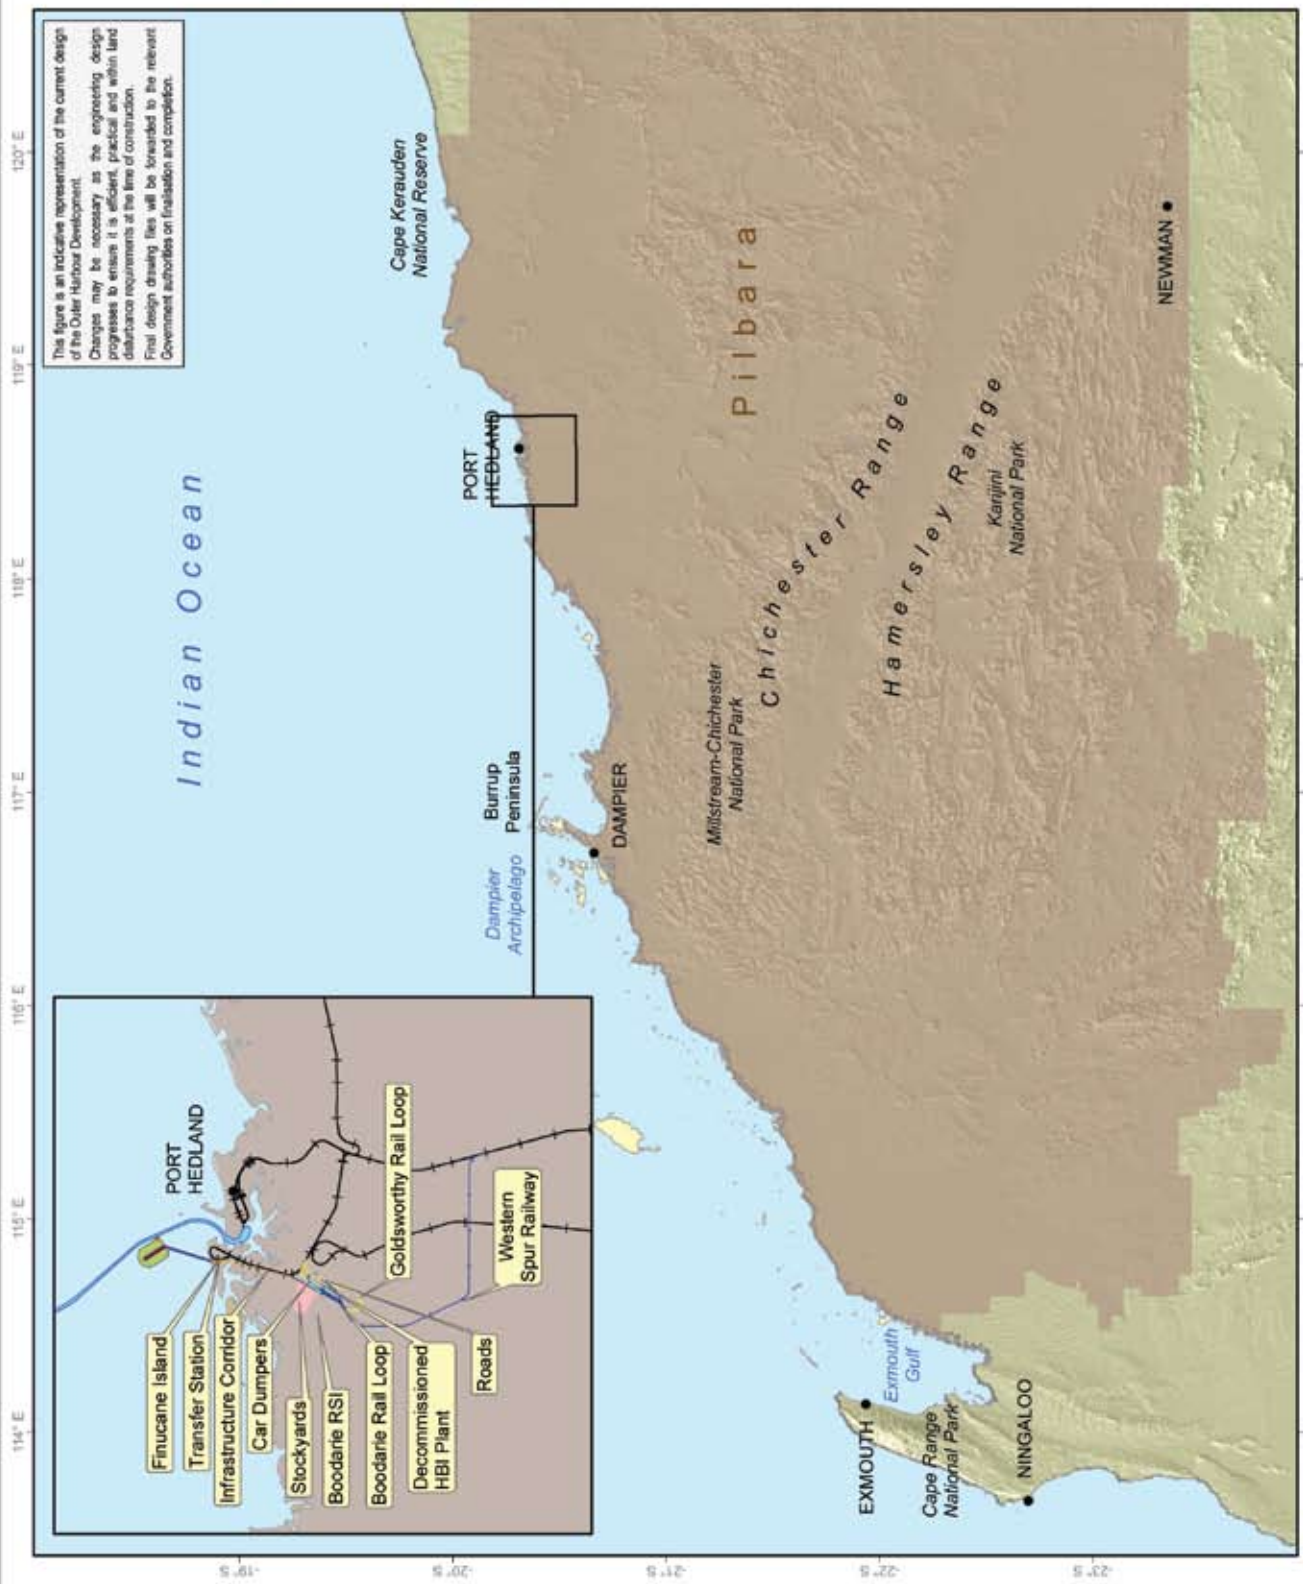 This figure is an indicative representation of the current design
of the Outer Harbour Development.
Changes may be necessary as the engineering design
progresses to ensure it is efficient, practical and within land
disturbance requirements at the time of construction.
Final design drawing files will be forwarded to the relevant
Government authorities on finalisation and completion.
114° E
115° E
116° E
117° E
118° E
119° E
120° E
-19° S
-20° S
-21° S
-22° S
-23° S
Indian Ocean
Cape Kerauden
National Reserve
PORT
HEDLAND
Burrup
Peninsula
Dampier
Archipelago
DAMPIER
Pilbara
Millstream-Chichester
National Park
Chichester Range
Hamersley Range
Karijini
National Park
NEWMAN
Exmouth
Gulf
EXMOUTH
Cape Range
National Park
NINGALOO
PORT
HEDLAND
Finucane Island
Transfer Station
Infrastructure Corridor
Car Dumpers
Stockyards
Boodarie RSI
Boodarie Rail Loop
Decommissioned
HBI Plant
Roads
Goldsworthy Rail Loop
Western
Spur Railway